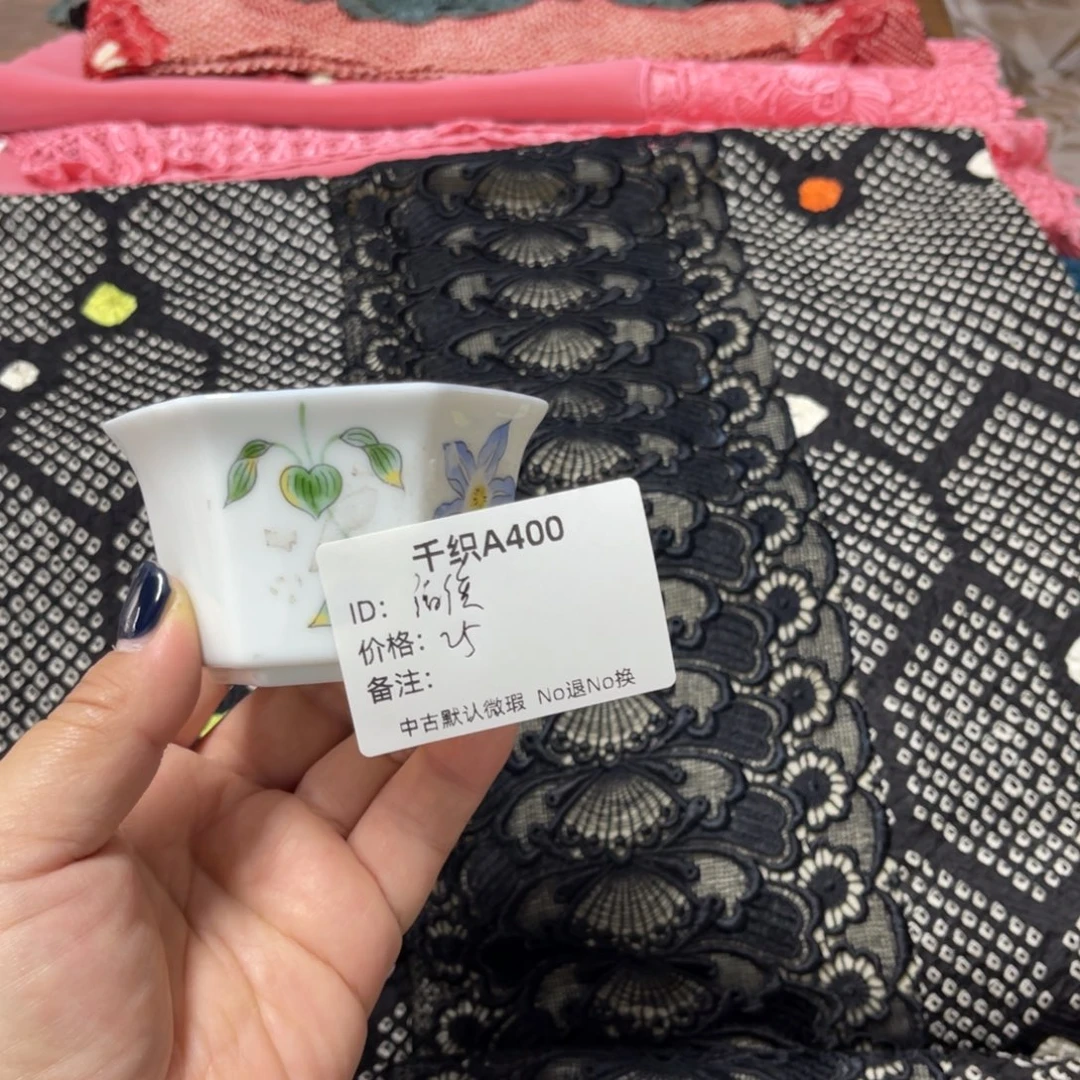 千织A400
ID:
价格: 25
备注:
中古默认微瑕 No退No换